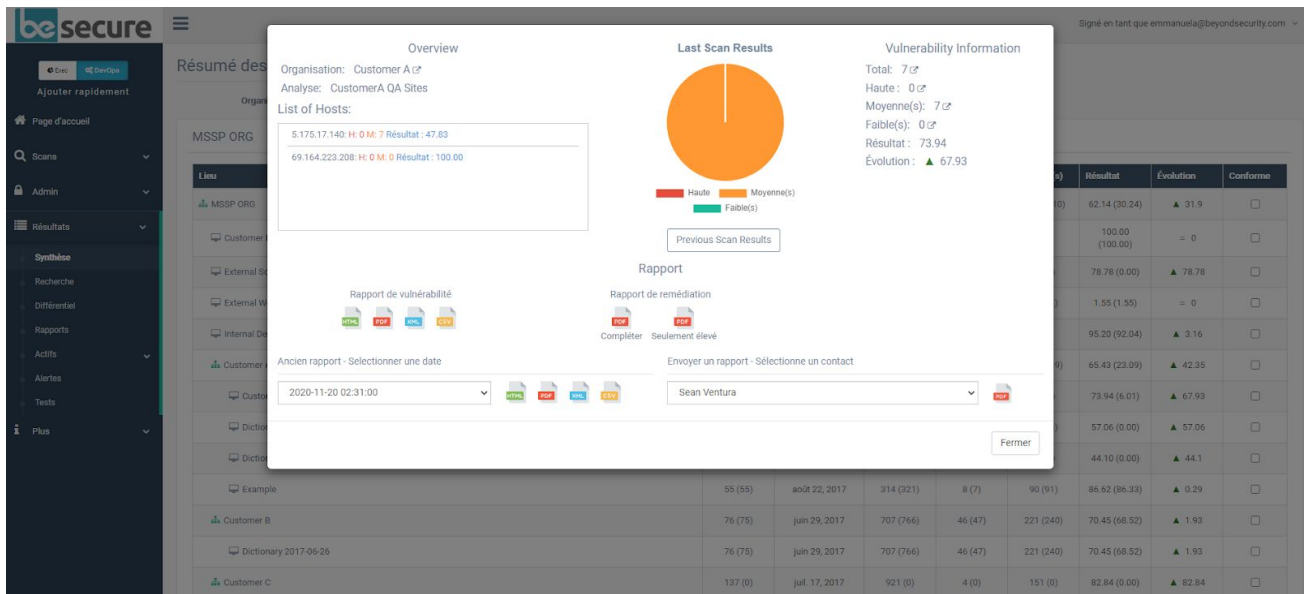 be secure
Signé en tant que emmanuela@beyondsecurity.com
Exec DevOps
Ajouter rapidement
Page d'accueil
Scans
Admin
Résultats
Synthèse
Recherche
Différentiel
Rapports
Actifs
Alertes
Tests
Plus
Résumé des
MSSP ORG
Overview
Organisation: Customer A
Analyse: CustomerA QA Sites
List of Hosts:
5.175.17.140: H: 0 M: 7 Résultat : 47.83
69.164.223.208: H: 0 M: 0 Résultat : 100.00
Last Scan Results
Haute Moyenne(s)
Faible(s)
Previous Scan Results
Vulnerability Information
Total: 7
Haute : 0
Moyenne(s): 7
Faible(s): 0
Résultat : 73.94
Évolution : ▲ 67.93
Rapport
Rapport de vulnérabilité
HTML PDF XML CSV
Rapport de remédiation
PDF PDF
Compléter Seulement élevé
Ancien rapport - Selectionner une date
2020-11-20 02:31:00
HTML PDF XML CSV
Envoyer un rapport - Sélectionne un contact
Sean Ventura
PDF
Fermer
Lieu Résultat Évolution Conforme
MSSP ORG 62.14 (30.24) ▲ 31.9
Customer 100.00 (100.00) = 0
External 78.78 (0.00) ▲ 78.78
External 1.55 (1.55) = 0
Internal 95.20 (92.04) ▲ 3.16
Customer 65.43 (23.09) ▲ 42.35
73.94 (6.01) ▲ 67.93
57.06 (0.00) ▲ 57.06
44.10 (0.00) ▲ 44.1
Example 55 (55) août 22, 2017 314 (321) 8 (7) 90 (91) 86.62 (86.33) ▲ 0.29
Customer B 76 (75) juin 29, 2017 707 (766) 46 (47) 221 (240) 70.45 (68.52) ▲ 1.93
Dictionary 2017-06-26 76 (75) juin 29, 2017 707 (766) 46 (47) 221 (240) 70.45 (68.52) ▲ 1.93
Customer C 137 (0) juil. 17, 2017 921 (0) 4 (0) 151 (0) 82.84 (0.00) ▲ 82.84